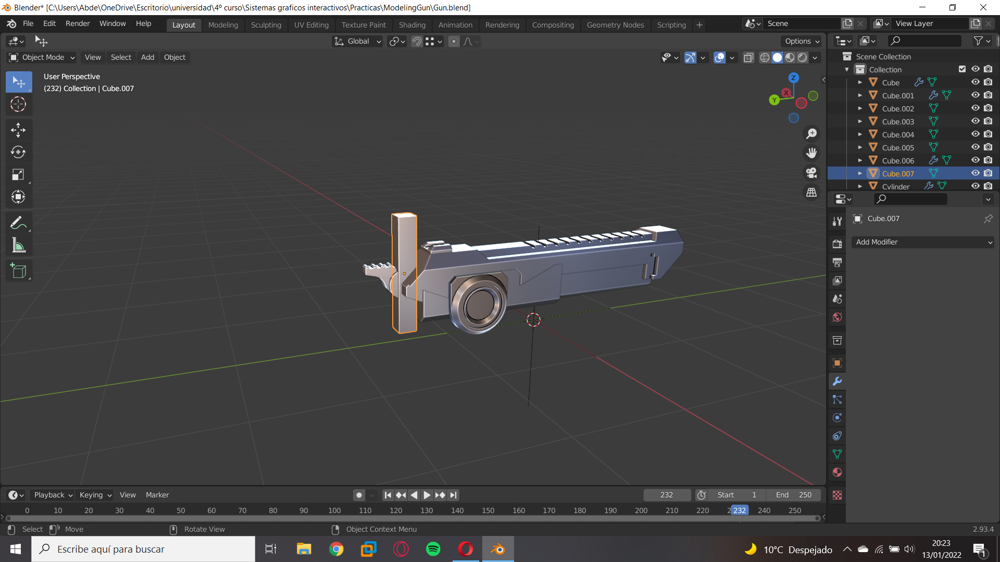 Blender* [C:\Users\Abde\OneDrive\Escritorio\universidad\4º curso\Sistemas graficos interactivos\Practicas\ModelingGun\Gun.blend]
File Edit Render Window Help Layout Modeling Sculpting UV Editing Texture Paint Shading Animation Rendering Compositing Geometry Nodes Scripting + Scene View Layer
Global Options
Object Mode View Select Add Object
User Perspective
(232) Collection | Cube.007
Z
X
Y
Scene Collection
Collection
Cube
Cube.001
Cube.002
Cube.003
Cube.004
Cube.005
Cube.006
Cube.007
Cylinder
Cube.007
Add Modifier
Playback Keying View Marker 232 Start 1 End 250
0 10 20 30 40 50 60 70 80 90 100 110 120 130 140 150 160 170 180 190 200 210 220 232 240 250
Select Move Rotate View Object Context Menu 2.93.4
Escribe aquí para buscar
10°C Despejado
20:23
13/01/2022
1